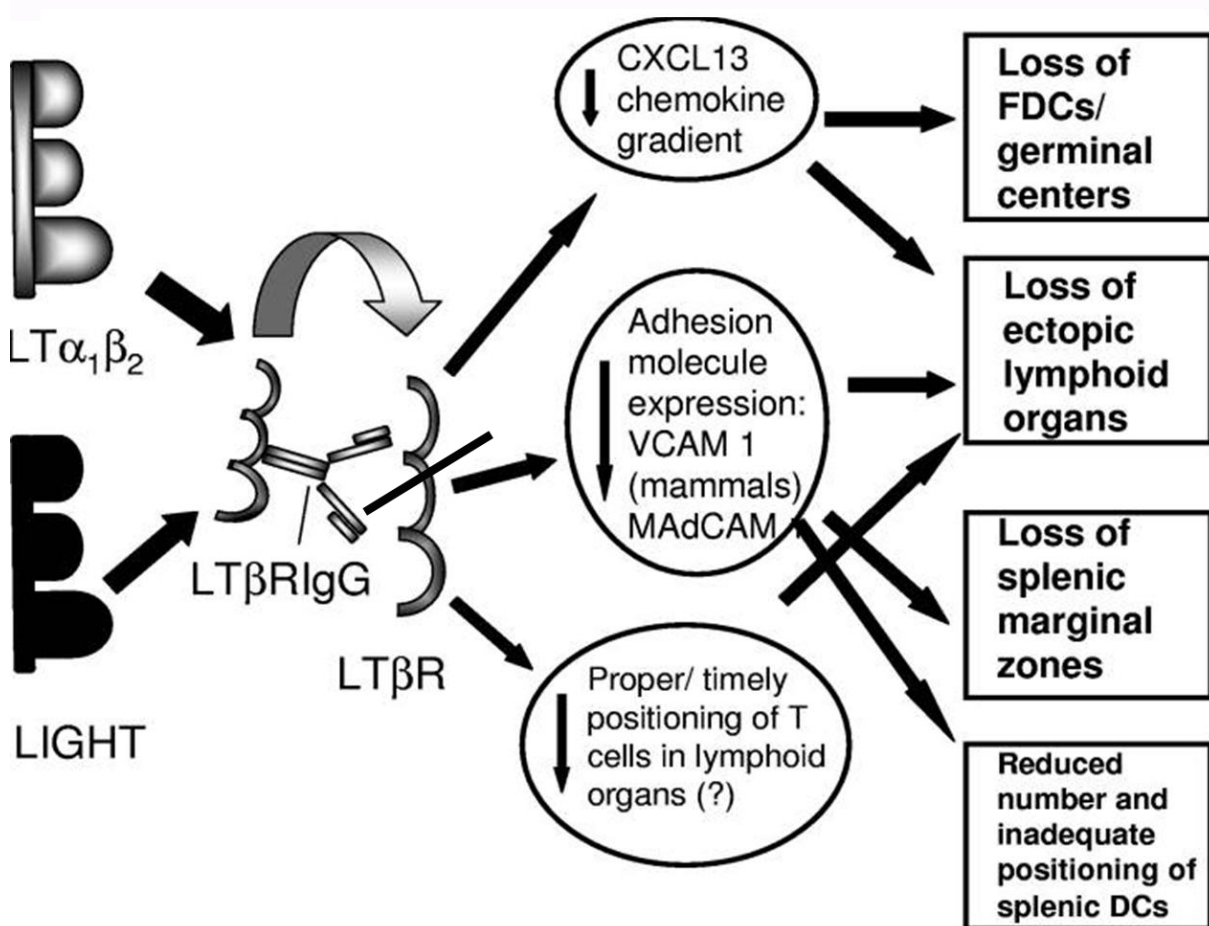 CXCL13
chemokine
gradient
Loss of
FDCs/
germinal
centers
LTα₁β₂
Adhesion
molecule
expression:
VCAM 1
(mammals)
MAdCAM 1
Loss of
ectopic
lymphoid
organs
LTβRIgG
LTβR
LIGHT
Proper/ timely
positioning of T
cells in lymphoid
organs (?)
Loss of
splenic
marginal
zones
Reduced
number and
inadequate
positioning of
splenic DCs